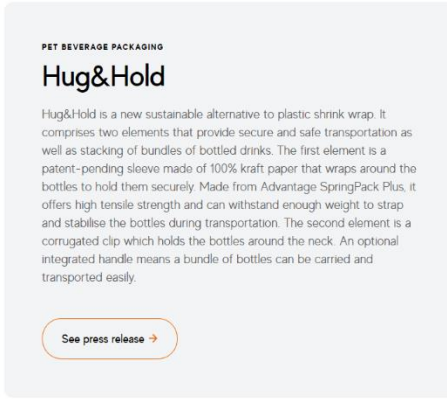 PET BEVERAGE PACKAGING
Hug&Hold
Hug&Hold is a new sustainable alternative to plastic shrink wrap. It
comprises two elements that provide secure and safe transportation as
well as stacking of bundles of bottled drinks. The first element is a
patent-pending sleeve made of 100% kraft paper that wraps around the
bottles to hold them securely. Made from Advantage SpringPack Plus, it
offers high tensile strength and can withstand enough weight to strap
and stabilise the bottles during transportation. The second element is a
corrugated clip which holds the bottles around the neck. An optional
integrated handle means a bundle of bottles can be carried and
transported easily.
See press release →